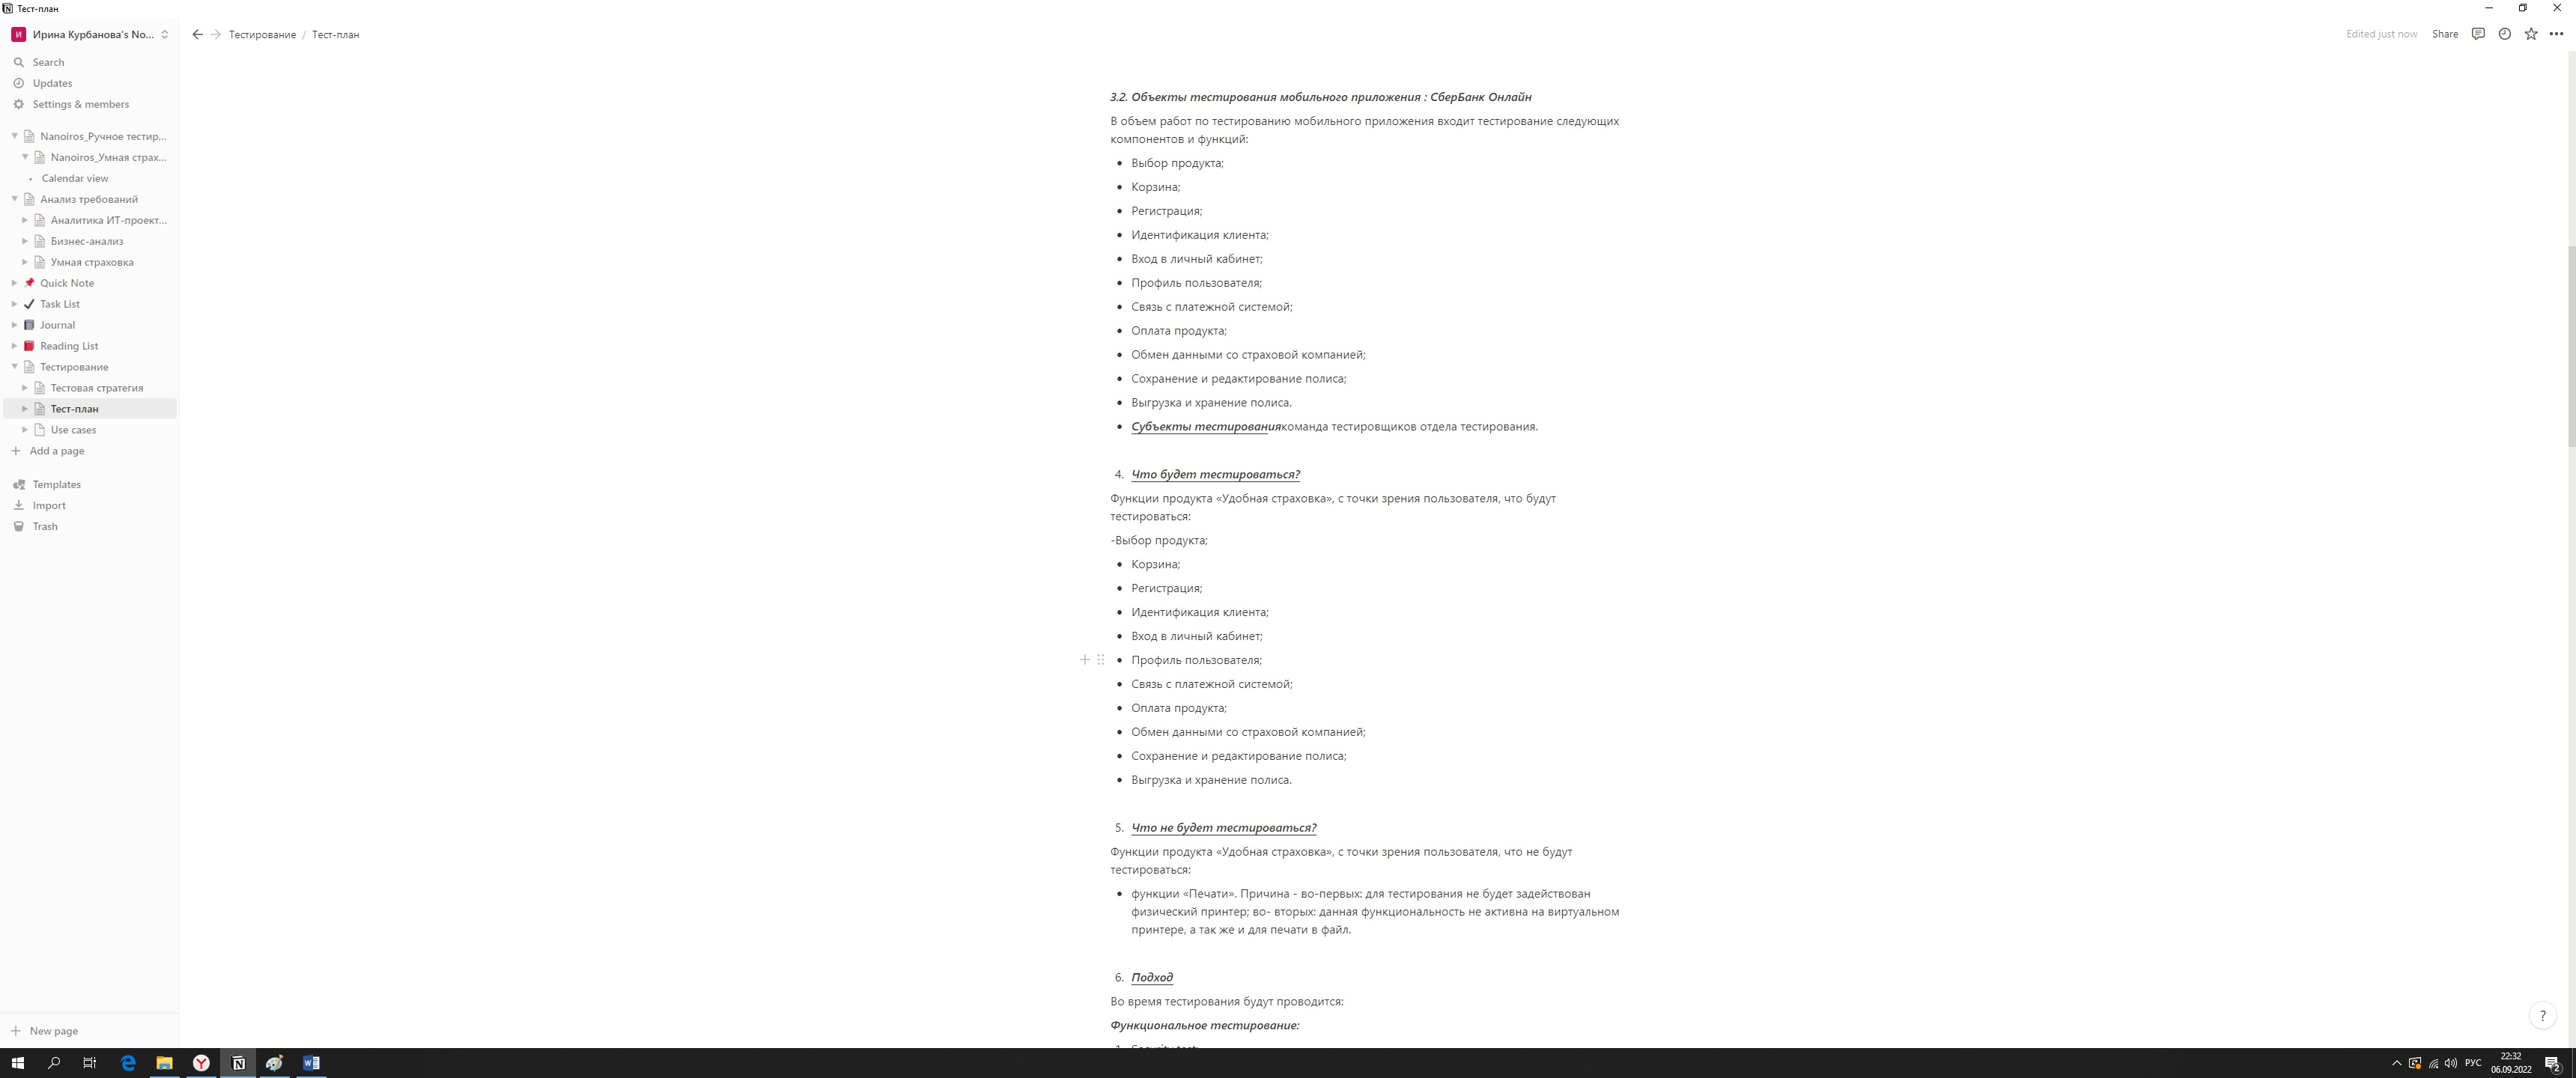 Тест-план
Ирина Курбанова's No...
Search
Updates
Settings & members
Nanoiros_Ручное тестир...
Nanoiros_Умная страх...
Calendar view
Анализ требований
Аналитика ИТ-проект...
Бизнес-анализ
Умная страховка
Quick Note
Task List
Journal
Reading List
Тестирование
Тестовая стратегия
Тест-план
Use cases
Add a page
Templates
Import
Trash
New page
Тестирование / Тест-план
Edited just now Share
3.2. Объекты тестирования мобильного приложения : СберБанк Онлайн
В объем работ по тестированию мобильного приложения входит тестирование следующих
компонентов и функций:
• Выбор продукта;
• Корзина;
• Регистрация;
• Идентификация клиента;
• Вход в личный кабинет;
• Профиль пользователя;
• Связь с платежной системой;
• Оплата продукта;
• Обмен данными со страховой компанией;
• Сохранение и редактирование полиса;
• Выгрузка и хранение полиса.
• Субъекты тестированиякоманда тестировщиков отдела тестирования.
4. Что будет тестироваться?
Функции продукта «Удобная страховка», с точки зрения пользователя, что будут
тестироваться:
-Выбор продукта;
• Корзина;
• Регистрация;
• Идентификация клиента;
• Вход в личный кабинет;
• Профиль пользователя;
• Связь с платежной системой;
• Оплата продукта;
• Обмен данными со страховой компанией;
• Сохранение и редактирование полиса;
• Выгрузка и хранение полиса.
5. Что не будет тестироваться?
Функции продукта «Удобная страховка», с точки зрения пользователя, что не будут
тестироваться:
• функции «Печати». Причина - во-первых: для тестирования не будет задействован
физический принтер; во- вторых: данная функциональность не активна на виртуальном
принтере, а так же и для печати в файл.
6. Подход
Во время тестирования будут проводится:
Функциональное тестирование:
1. Security test;
?
РУС
22:32
06.09.2022
2